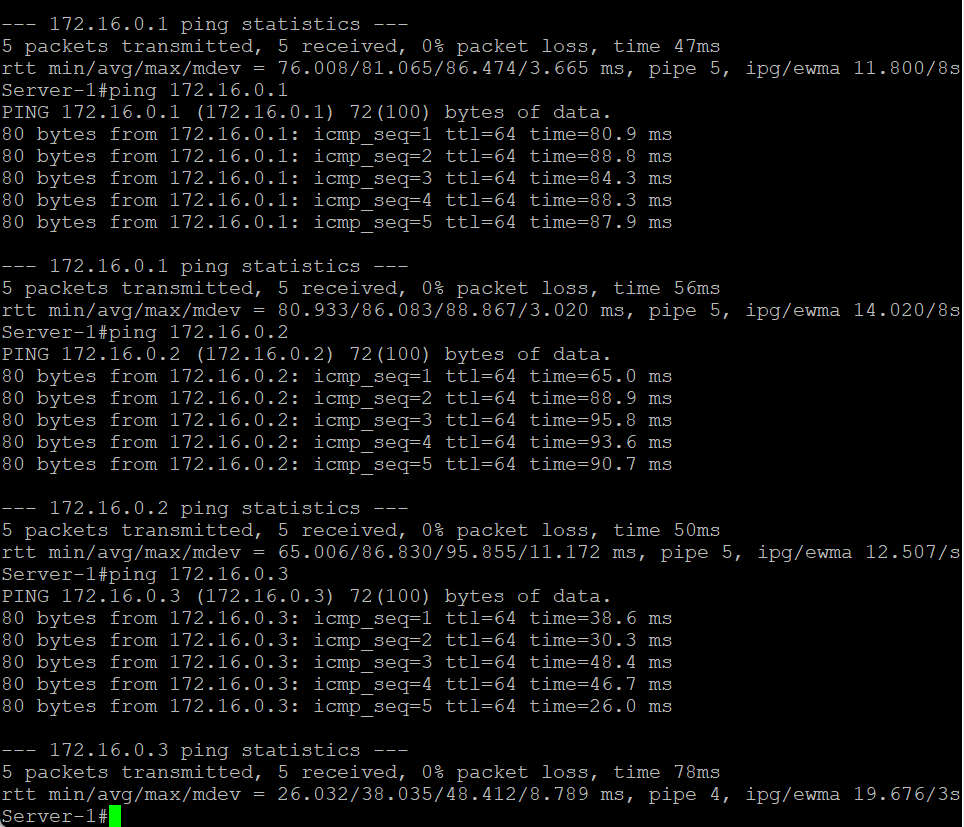 --- 172.16.0.1 ping statistics ---
5 packets transmitted, 5 received, 0% packet loss, time 47ms
rtt min/avg/max/mdev = 76.008/81.065/86.474/3.665 ms, pipe 5, ipg/ewma 11.800/8s
Server-1#ping 172.16.0.1
PING 172.16.0.1 (172.16.0.1) 72(100) bytes of data.
80 bytes from 172.16.0.1: icmp_seq=1 ttl=64 time=80.9 ms
80 bytes from 172.16.0.1: icmp_seq=2 ttl=64 time=88.8 ms
80 bytes from 172.16.0.1: icmp_seq=3 ttl=64 time=84.3 ms
80 bytes from 172.16.0.1: icmp_seq=4 ttl=64 time=88.3 ms
80 bytes from 172.16.0.1: icmp_seq=5 ttl=64 time=87.9 ms
--- 172.16.0.1 ping statistics ---
5 packets transmitted, 5 received, 0% packet loss, time 56ms
rtt min/avg/max/mdev = 80.933/86.083/88.867/3.020 ms, pipe 5, ipg/ewma 14.020/8s
Server-1#ping 172.16.0.2
PING 172.16.0.2 (172.16.0.2) 72(100) bytes of data.
80 bytes from 172.16.0.2: icmp_seq=1 ttl=64 time=65.0 ms
80 bytes from 172.16.0.2: icmp_seq=2 ttl=64 time=88.9 ms
80 bytes from 172.16.0.2: icmp_seq=3 ttl=64 time=95.8 ms
80 bytes from 172.16.0.2: icmp_seq=4 ttl=64 time=93.6 ms
80 bytes from 172.16.0.2: icmp_seq=5 ttl=64 time=90.7 ms
--- 172.16.0.2 ping statistics ---
5 packets transmitted, 5 received, 0% packet loss, time 50ms
rtt min/avg/max/mdev = 65.006/86.830/95.855/11.172 ms, pipe 5, ipg/ewma 12.507/s
Server-1#ping 172.16.0.3
PING 172.16.0.3 (172.16.0.3) 72(100) bytes of data.
80 bytes from 172.16.0.3: icmp_seq=1 ttl=64 time=38.6 ms
80 bytes from 172.16.0.3: icmp_seq=2 ttl=64 time=30.3 ms
80 bytes from 172.16.0.3: icmp_seq=3 ttl=64 time=48.4 ms
80 bytes from 172.16.0.3: icmp_seq=4 ttl=64 time=46.7 ms
80 bytes from 172.16.0.3: icmp_seq=5 ttl=64 time=26.0 ms
--- 172.16.0.3 ping statistics ---
5 packets transmitted, 5 received, 0% packet loss, time 78ms
rtt min/avg/max/mdev = 26.032/38.035/48.412/8.789 ms, pipe 4, ipg/ewma 19.676/3s
Server-1#